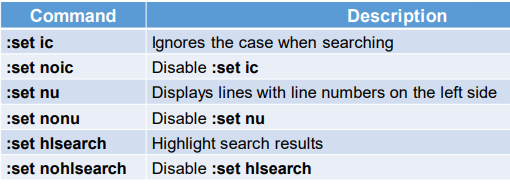 Command Description
:set ic Ignores the case when searching
:set noic Disable :set ic
:set nu Displays lines with line numbers on the left side
:set nonu Disable :set nu
:set hlsearch Highlight search results
:set nohlsearch Disable :set hlsearch